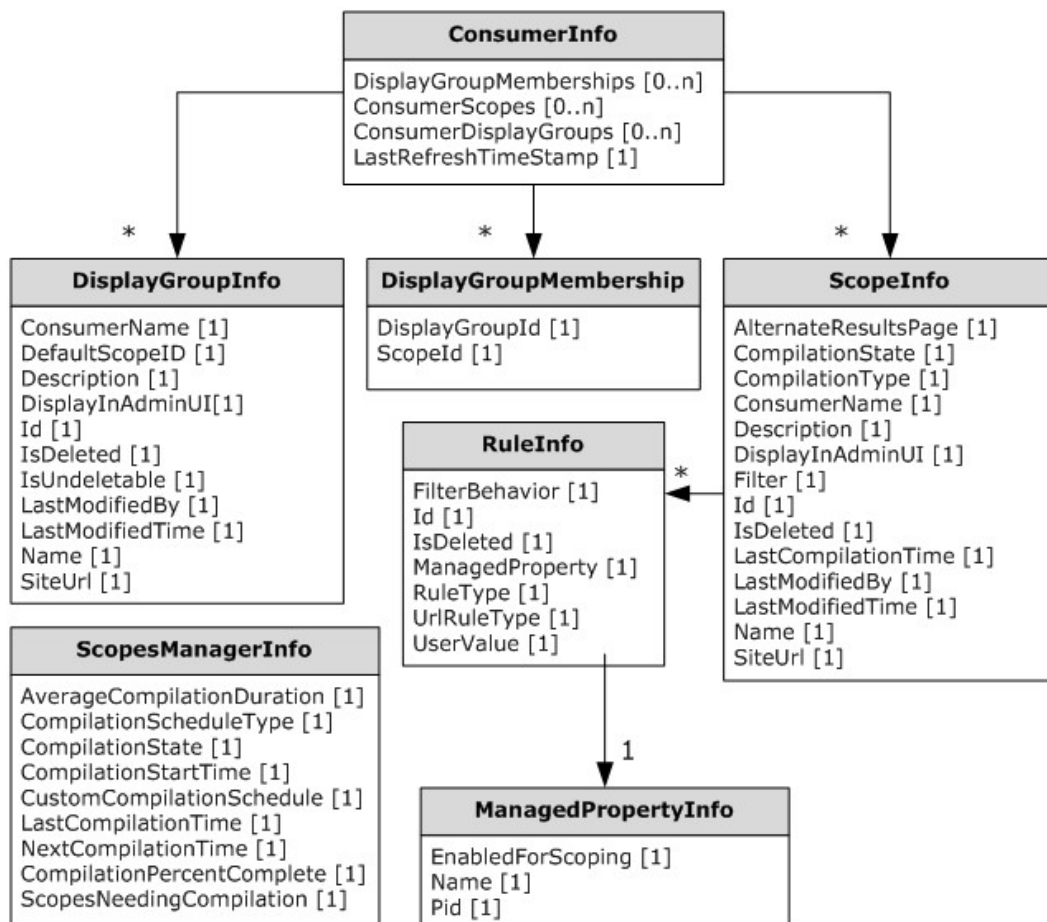 ConsumerInfo
DisplayGroupMemberships [0..n]
ConsumerScopes [0..n]
ConsumerDisplayGroups [0..n]
LastRefreshTimeStamp [1]
*
*
*
DisplayGroupInfo
ConsumerName [1]
DefaultScopeID [1]
Description [1]
DisplayInAdminUI[1]
Id [1]
IsDeleted [1]
IsUndeletable [1]
LastModifiedBy [1]
LastModifiedTime [1]
Name [1]
SiteUrl [1]
DisplayGroupMembership
DisplayGroupId [1]
ScopeId [1]
ScopeInfo
AlternateResultsPage [1]
CompilationState [1]
CompilationType [1]
ConsumerName [1]
Description [1]
DisplayInAdminUI [1]
Filter [1]
Id [1]
IsDeleted [1]
LastCompilationTime [1]
LastModifiedBy [1]
LastModifiedTime [1]
Name [1]
SiteUrl [1]
*
RuleInfo
FilterBehavior [1]
Id [1]
IsDeleted [1]
ManagedProperty [1]
RuleType [1]
UrlRuleType [1]
UserValue [1]
1
ScopesManagerInfo
AverageCompilationDuration [1]
CompilationScheduleType [1]
CompilationState [1]
CompilationStartTime [1]
CustomCompilationSchedule [1]
LastCompilationTime [1]
NextCompilationTime [1]
CompilationPercentComplete [1]
ScopesNeedingCompilation [1]
ManagedPropertyInfo
EnabledForScoping [1]
Name [1]
Pid [1]